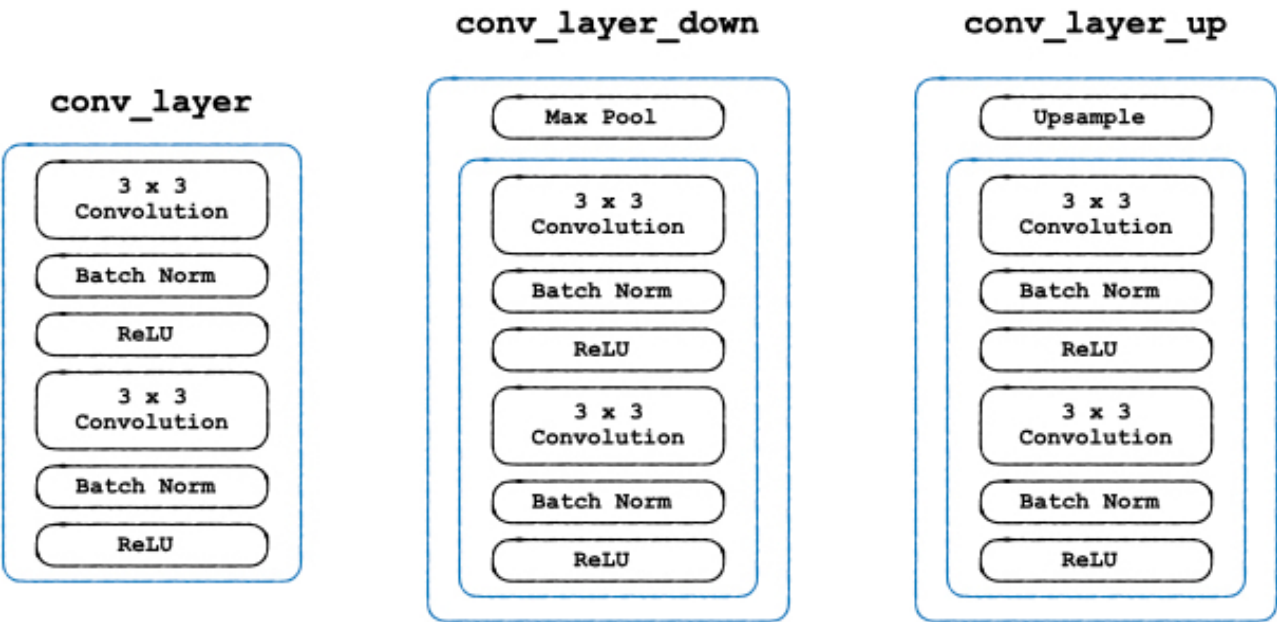 conv_layer
3 x 3
Convolution
Batch Norm
ReLU
3 x 3
Convolution
Batch Norm
ReLU
conv_layer_down
Max Pool
3 x 3
Convolution
Batch Norm
ReLU
3 x 3
Convolution
Batch Norm
ReLU
conv_layer_up
Upsample
3 x 3
Convolution
Batch Norm
ReLU
3 x 3
Convolution
Batch Norm
ReLU